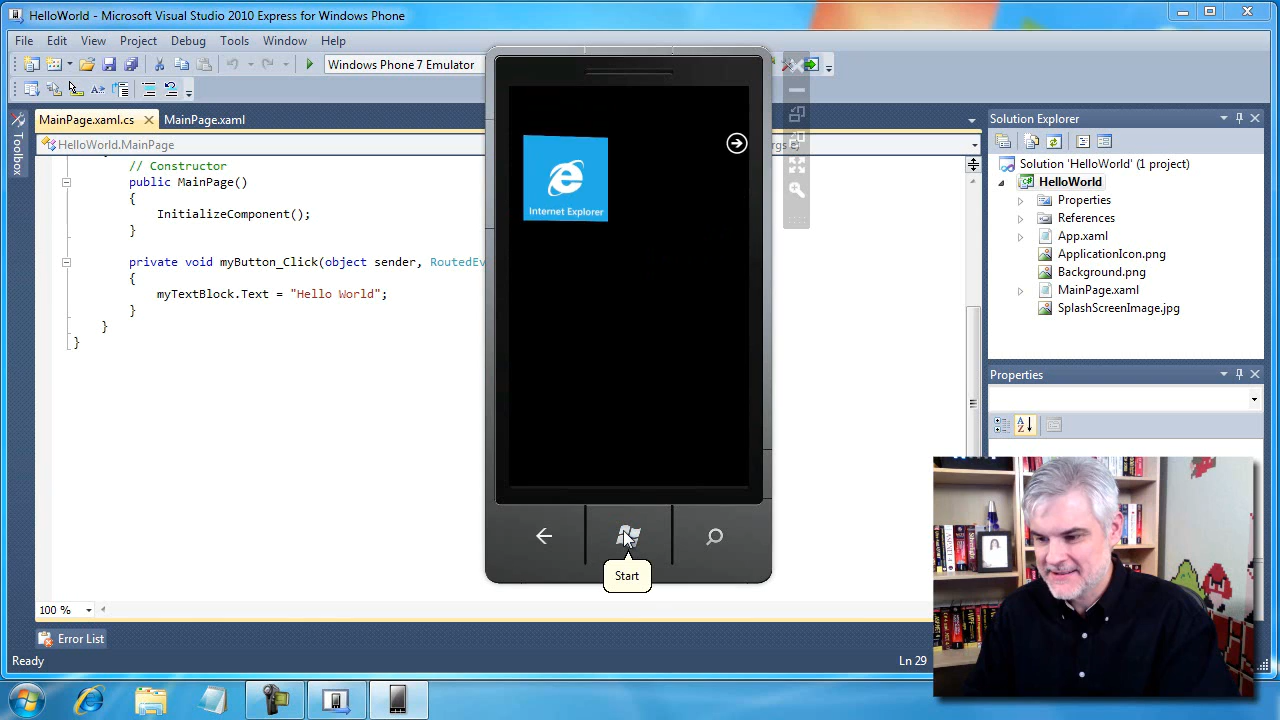 HelloWorld - Microsoft Visual Studio 2010 Express for Windows Phone
File Edit View Project Debug Tools Window Help
Windows Phone 7 Emulator
MainPage.xaml.cs MainPage.xaml
HelloWorld.MainPage
// Constructor
public MainPage()
{
InitializeComponent();
}
private void myButton_Click(object sender, RoutedEv
{
myTextBlock.Text = "Hello World";
}
}
}
100 %
Error List
Ready
Ln 29
Internet Explorer
Start
Toolbox
Solution Explorer
Solution 'HelloWorld' (1 project)
HelloWorld
Properties
References
App.xaml
ApplicationIcon.png
Background.png
MainPage.xaml
SplashScreenImage.jpg
Properties